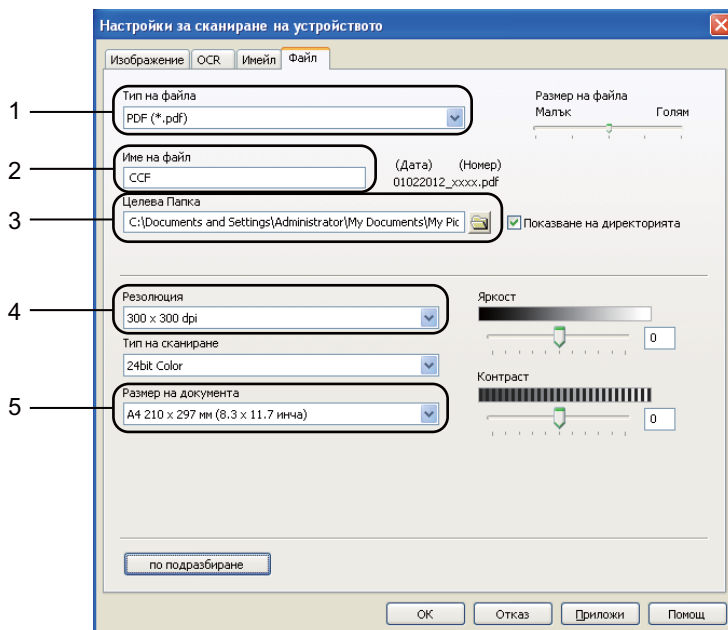 Настройки за сканиране на устройството
Изображение OCR Имейл Файл
1
Тип на файла
PDF (*.pdf)
Размер на файла
Малък Голям
2
Име на файл
CCF
(Дата) (Номер)
01022012_xxxx.pdf
3
Целева Папка
C:\Documents and Settings\Administrator\My Documents\My Pic
Показване на директорията
4
Резолюция
300 x 300 dpi
Яркост
0
Тип на сканиране
24bit Color
Контраст
0
5
Размер на документа
A4 210 x 297 мм (8.3 x 11.7 инча)
по подразбиране
OK Отказ Приложи Помощ